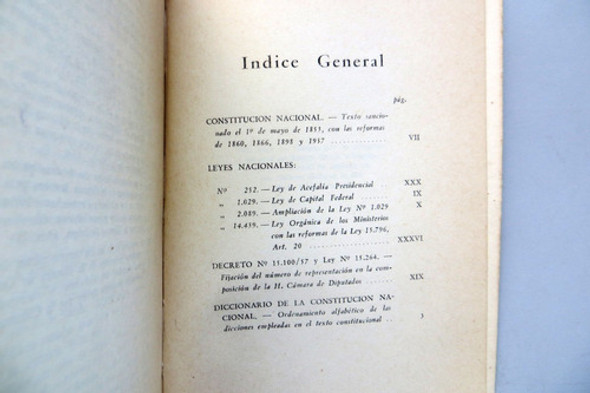 Indice General
pág.
CONSTITUCION NACIONAL. — Texto sancio-
nado el 1º de mayo de 1853, con las reformas
de 1860, 1866, 1898 y 1957 .............. VII
LEYES NACIONALES:
Nº 252. — Ley de Acefalía Presidencial .. XXX
„ 1.029. — Ley de Capital Federal ........ IX
„ 2.089. — Ampliación de la Ley Nº 1.029 X
„ 14.439. — Ley Orgánica de los Ministerios
con las reformas de la Ley 15.796,
Art. 20 .................... XXXVI
DECRETO Nº 15.100/57 y Ley Nº 15.264. —
Fijación del número de representación en la com-
posición de la H. Cámara de Diputados ..... XIX
DICCIONARIO DE LA CONSTITUCION NA-
CIONAL. — Ordenamiento alfabético de las
dicciones empleadas en el texto constitucional ..